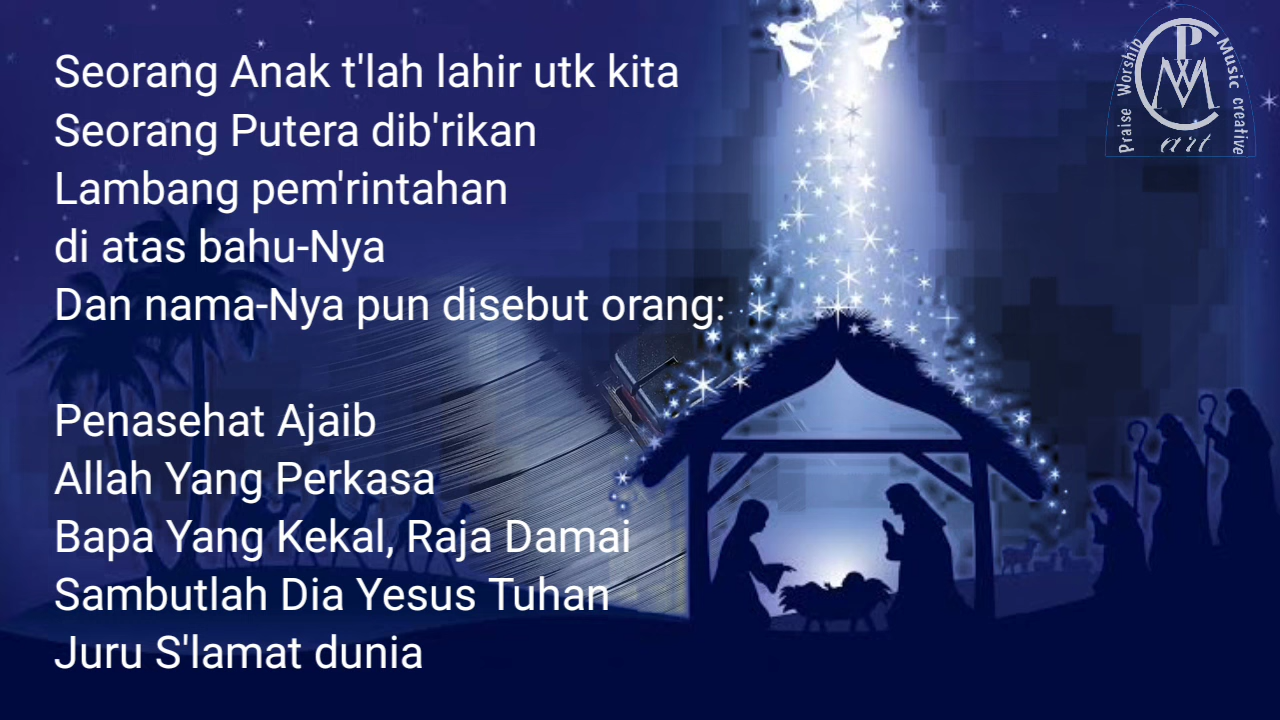 Seorang Anak t'lah lahir utk kita
Seorang Putera dib'rikan
Lambang pem'rintahan
di atas bahu-Nya
Dan nama-Nya pun disebut orang:
Penasehat Ajaib
Allah Yang Perkasa
Bapa Yang Kekal, Raja Damai
Sambutlah Dia Yesus Tuhan
Juru S'lamat dunia
Praise Worship
Music creative